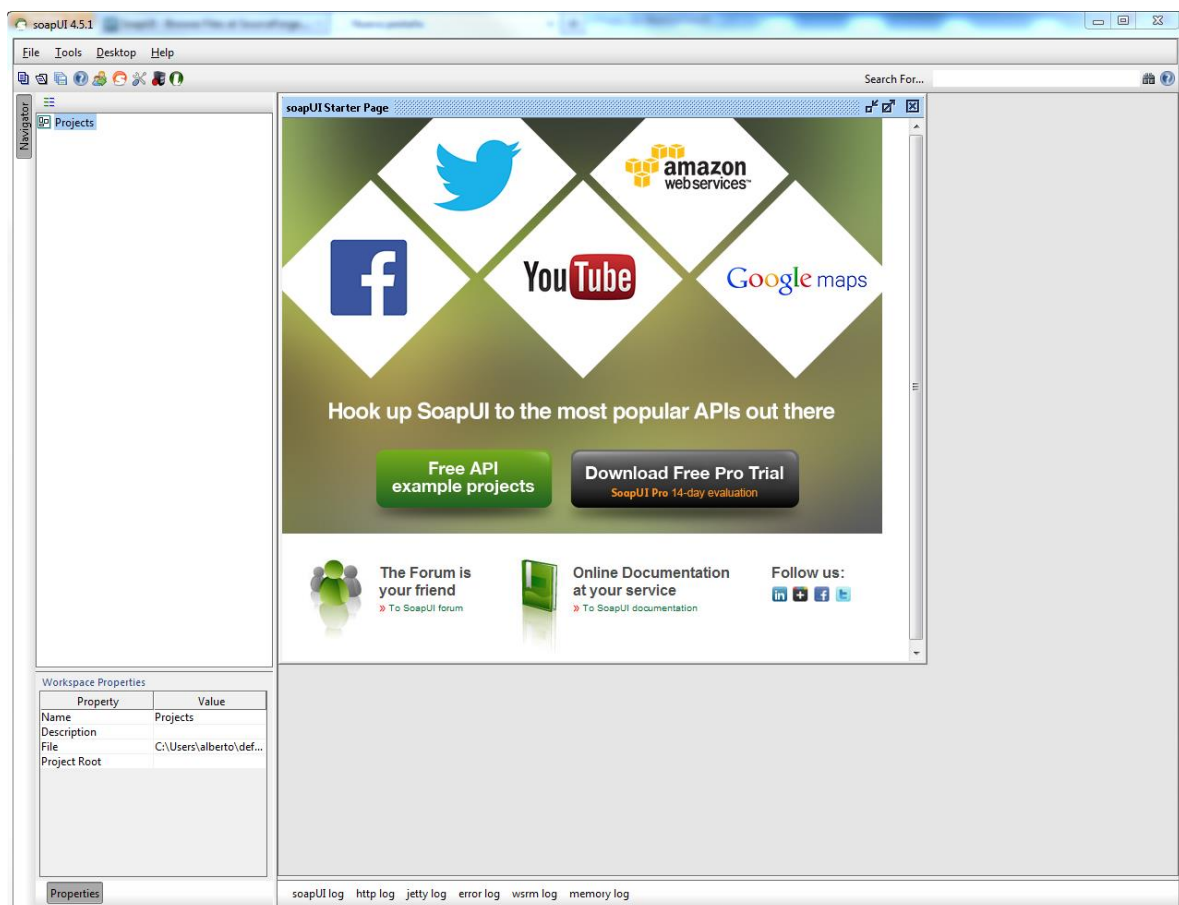 soapUI 4.5.1
File Tools Desktop Help
Search For...
Navigator
Projects
soapUI Starter Page
amazon
webservices™
f
YouTube
Google maps
Hook up SoapUI to the most popular APIs out there
Free API
example projects
Download Free Pro Trial
SoapUI Pro 14-day evaluation
The Forum is
your friend
» To SoapUI forum
Online Documentation
at your service
» To SoapUI documentation
Follow us:
in + f t
Workspace Properties
Property Value
Name Projects
Description
File C:\Users\alberto\def...
Project Root
Properties
soapUI log http log jetty log error log wsrm log memory log